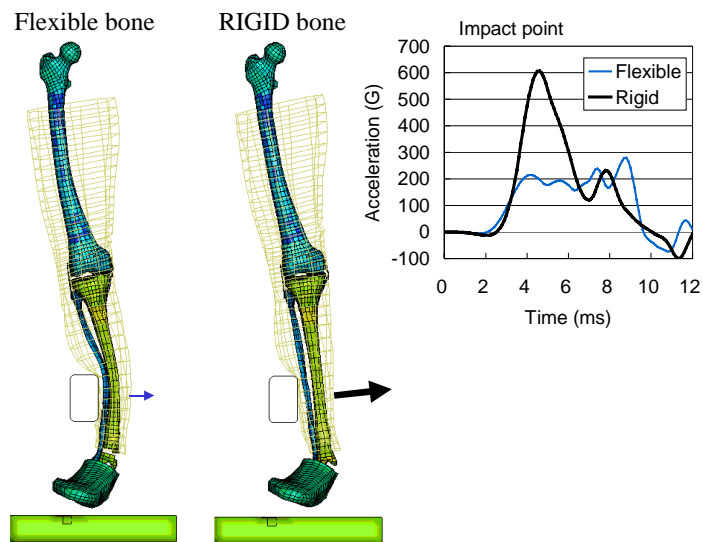 Flexible bone
RIGID bone
Impact point
700
600
500
400
300
200
100
0
-100
Acceleration (G)
Flexible
Rigid
0 2 4 6 8 10 12
Time (ms)